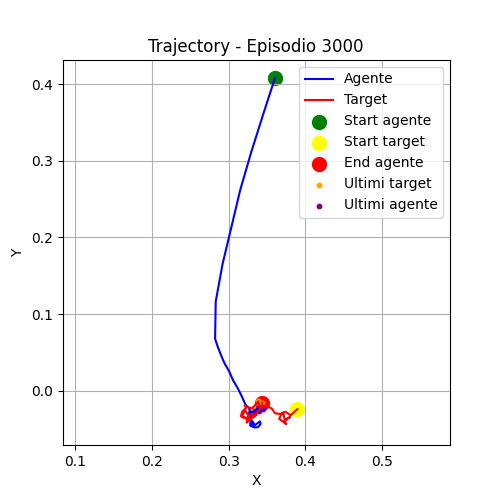 Trajectory - Episodio 3000
Agente
Target
Start agente
Start target
End agente
Ultimi target
Ultimi agente
0.4
0.3
0.2
0.1
0.0
Y
0.1
0.2
0.3
0.4
0.5
X